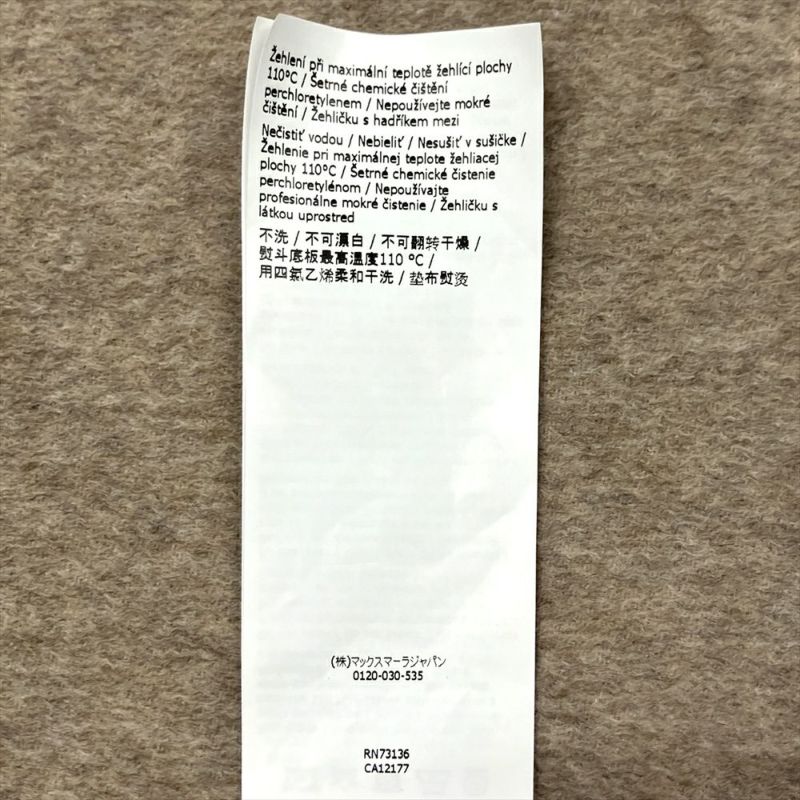 Žehlení při maximální teplotě žehlící plochy
110°C / Šetrné chemické čištění
perchloretylenem / Nepoužívejte mokré
čištění / Žehličku s hadříkem mezi
Nečistiť vodou / Nebieliť / Nesušiť v sušičke /
Žehlenie pri maximálnej teplote žehliacej
plochy 110°C / Šetrné chemické čistenie
perchloretylénom / Nepoužívajte
profesionálne mokré čistenie / Žehličku s
látkou uprostred
不洗 / 不可漂白 / 不可翻转干燥 /
熨斗底板最高溫度110 °C /
用四氯乙烯柔和干洗 / 垫布熨烫
(株)マックスマーラジャパン
0120-030-535
RN73136
CA12177